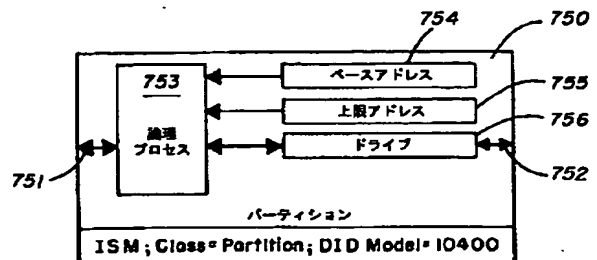 754
750
753
論理
プロセス
ベースアドレス
755
上限アドレス
756
ドライブ
751
752
パーティション
ISM; Class= Partition; DID Model= 10400